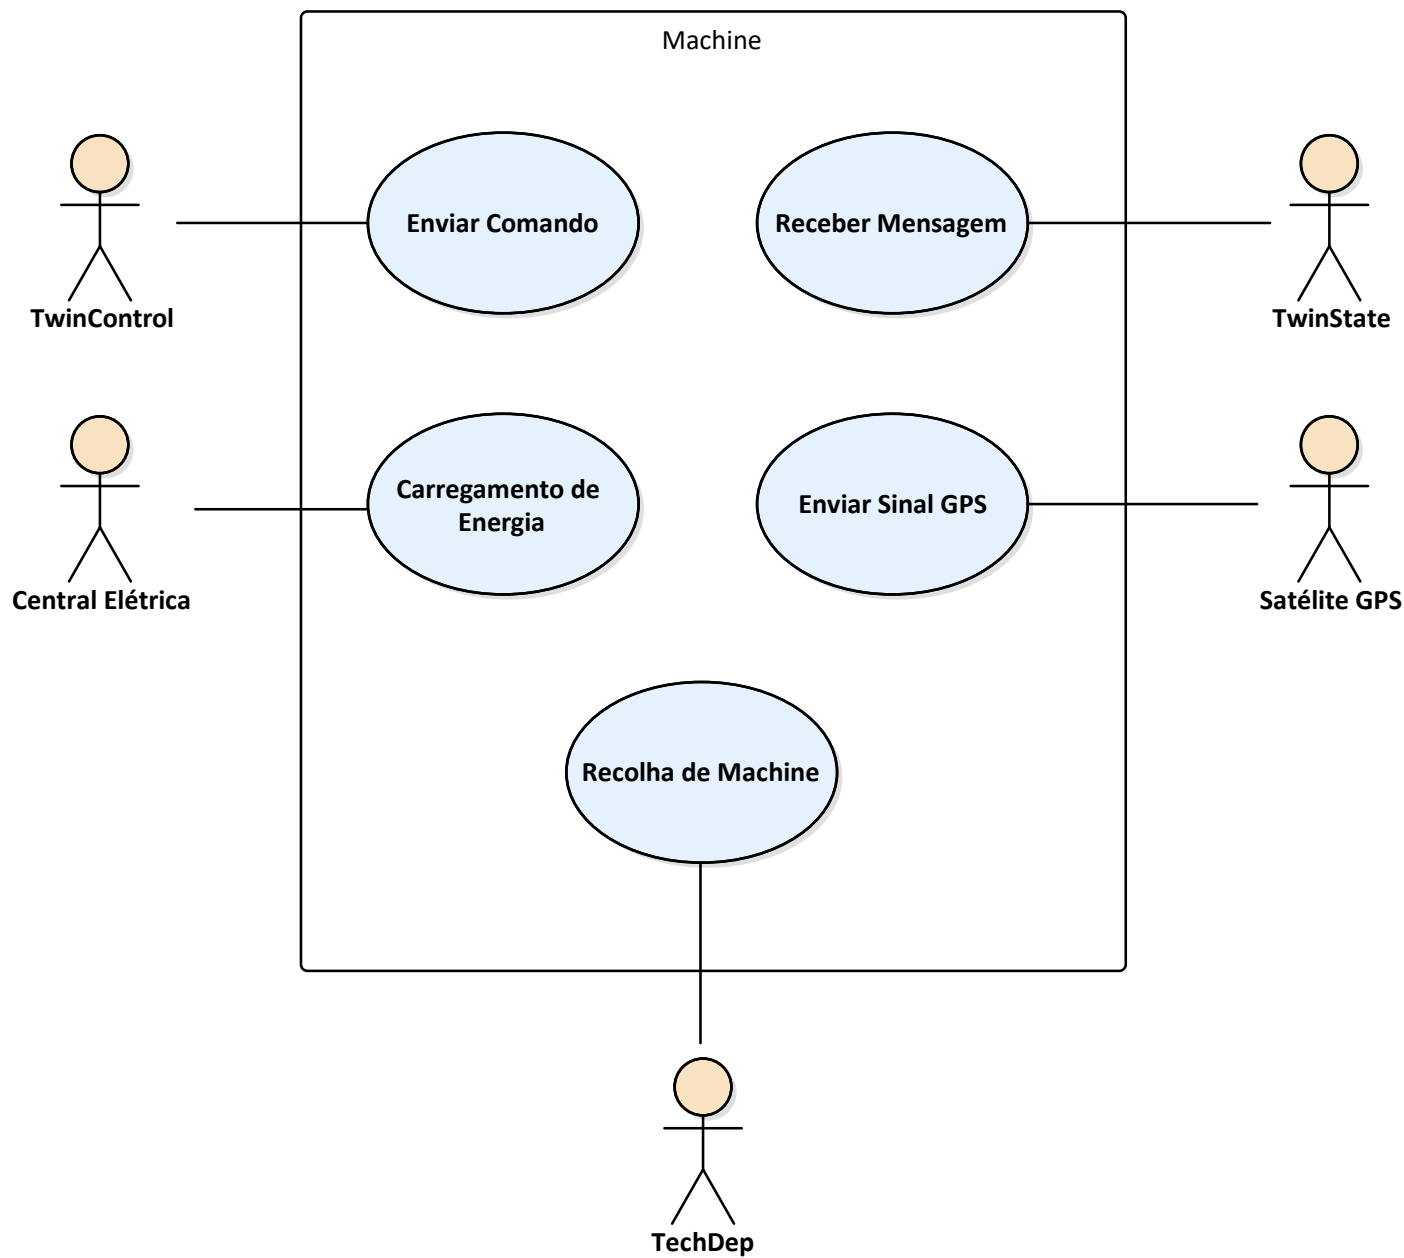 Machine
Enviar Comando
Receber Mensagem
TwinControl
TwinState
Carregamento de
Energia
Enviar Sinal GPS
Central Elétrica
Satélite GPS
Recolha de Machine
TechDep